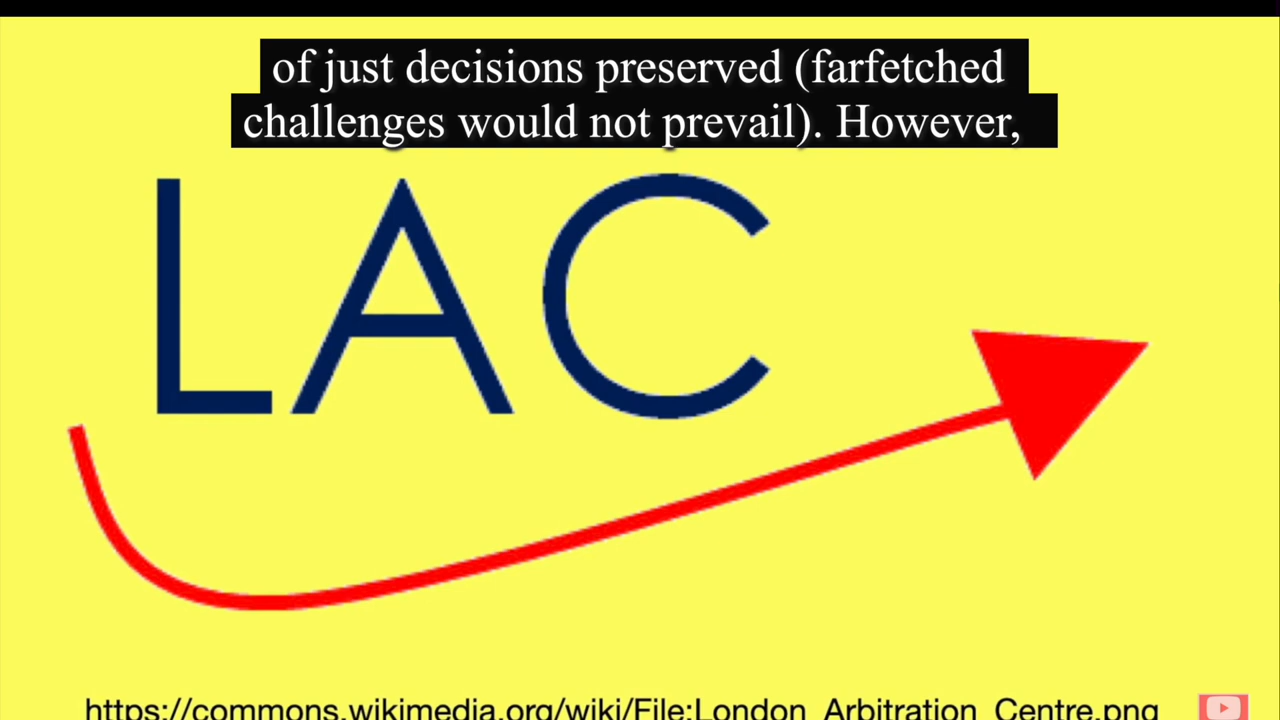 of just decisions preserved (farfetched
challenges would not prevail). However,
LAC
https://commons.wikimedia.org/wiki/File:London_Arbitration_Centre.png